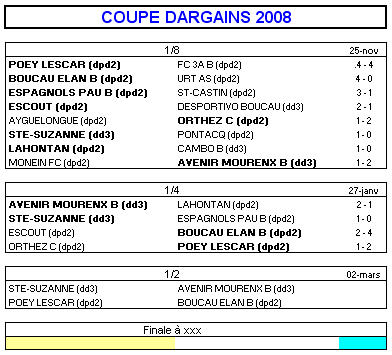 COUPE DARGAINS 2008
1/8 25-nov
POEY LESCAR (dpd2) FC 3A B (dpd2) .4 - 4
BOUCAU ELAN B (dpd2) URT AS (dpd2) 4 - 0
ESPAGNOLS PAU B (dpd2) ST-CASTIN (dpd2) 3 - 1
ESCOUT (dpd2) DESPORTIVO BOUCAU (dd3) 2 - 1
AYGUELONGUE (dpd2) ORTHEZ C (dpd2) 1 - 2
STE-SUZANNE (dd3) PONTACQ (dpd2) 1 - 0
LAHONTAN (dpd2) CAMBO B (dd3) 1 - 0
MONEIN FC (dpd2) AVENIR MOURENX B (dd3) 1 - 2
1/4 27-janv
AVENIR MOURENX B (dd3) LAHONTAN (dpd2) 2 - 1
STE-SUZANNE (dd3) ESPAGNOLS PAU B (dpd2) 1 - 0
ESCOUT (dpd2) BOUCAU ELAN B (dpd2) 2 - 4
ORTHEZ C (dpd2) POEY LESCAR (dpd2) 1 - 2
1/2 02-mars
STE-SUZANNE (dd3) AVENIR MOURENX B (dd3)
POEY LESCAR (dpd2) BOUCAU ELAN B (dpd2)
Finale à xxx